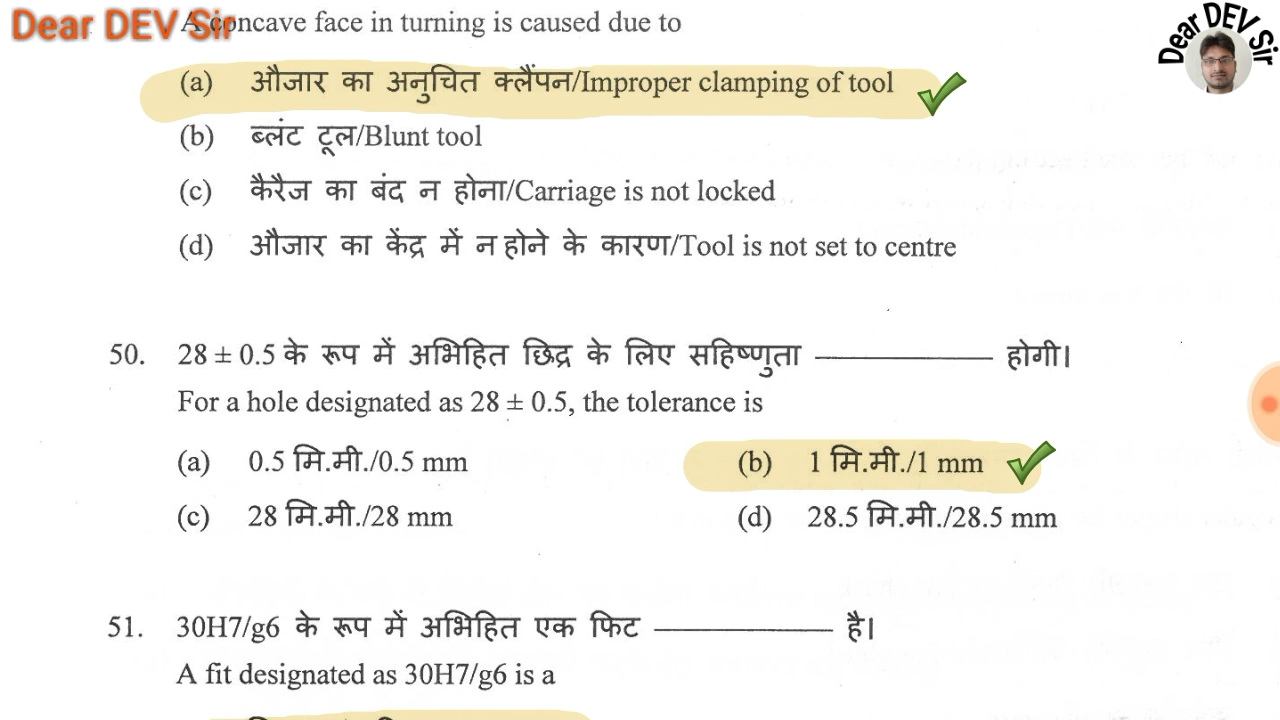 Dear DEV Sir
A concave face in turning is caused due to
Dear DEV Sir
(a) औजार का अनुचित क्लैंपन/Improper clamping of tool
(b) ब्लंट टूल/Blunt tool
(c) कैरैज का बंद न होना/Carriage is not locked
(d) औजार का केंद्र में न होने के कारण/Tool is not set to centre
50. 28 ± 0.5 के रूप में अभिहित छिद्र के लिए सहिष्णुता ———— होगी।
For a hole designated as 28 ± 0.5, the tolerance is
(a) 0.5 मि.मी./0.5 mm (b) 1 मि.मी./1 mm
(c) 28 मि.मी./28 mm (d) 28.5 मि.मी./28.5 mm
51. 30H7/g6 के रूप में अभिहित एक फिट ———— है।
A fit designated as 30H7/g6 is a